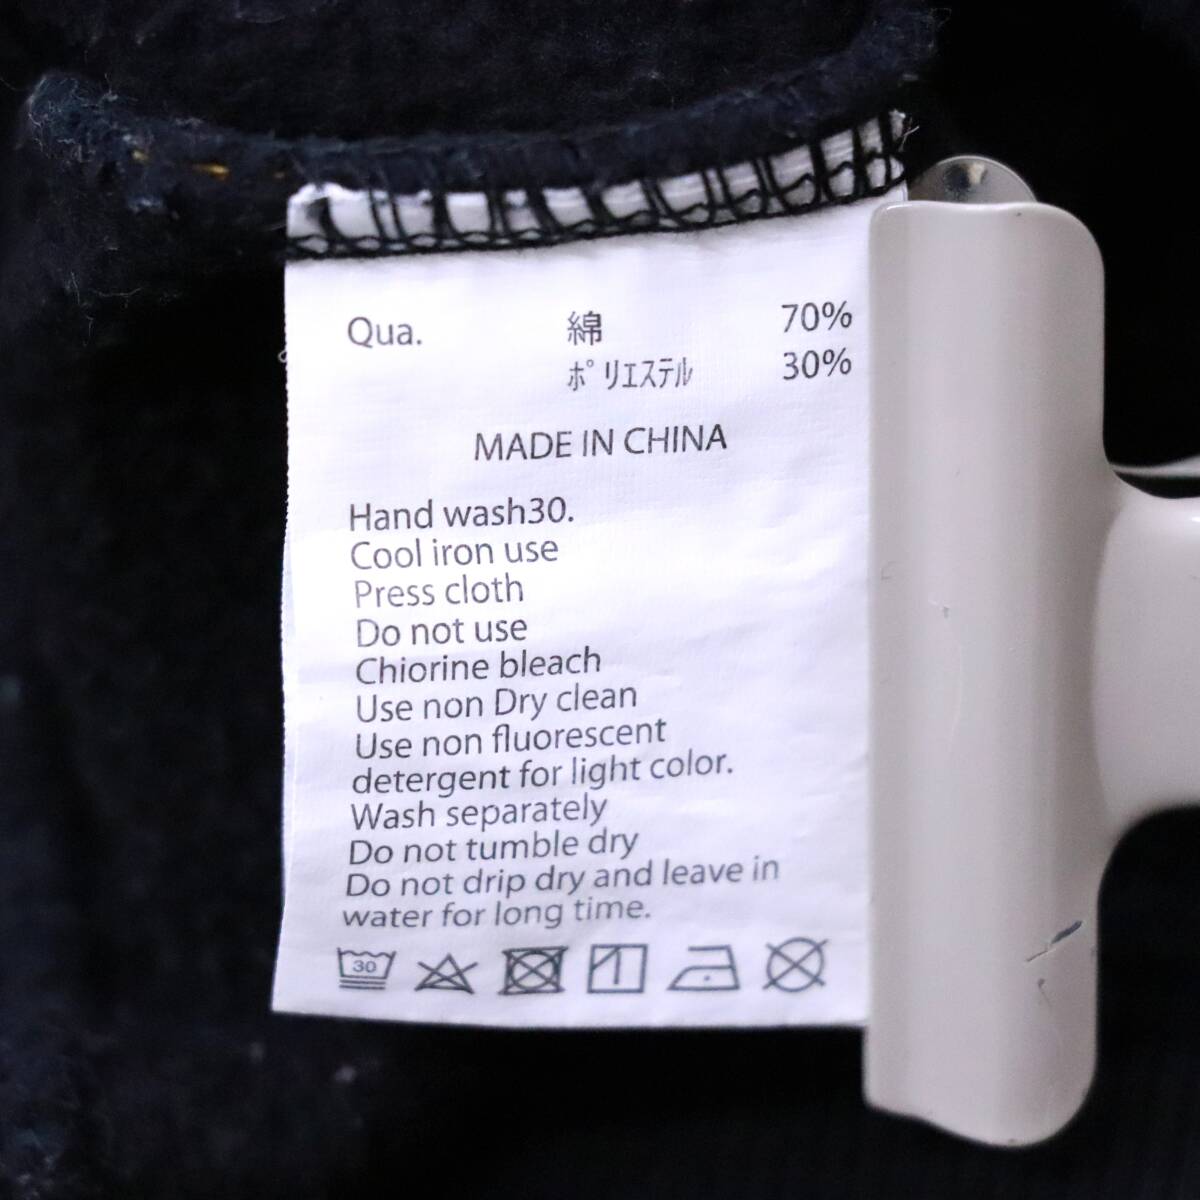 Qua. 綿 70%
ポリエステル 30%
MADE IN CHINA
Hand wash30.
Cool iron use
Press cloth
Do not use
Chiorine bleach
Use non Dry clean
Use non fluorescent
detergent for light color.
Wash separately
Do not tumble dry
Do not drip dry and leave in
water for long time.
30